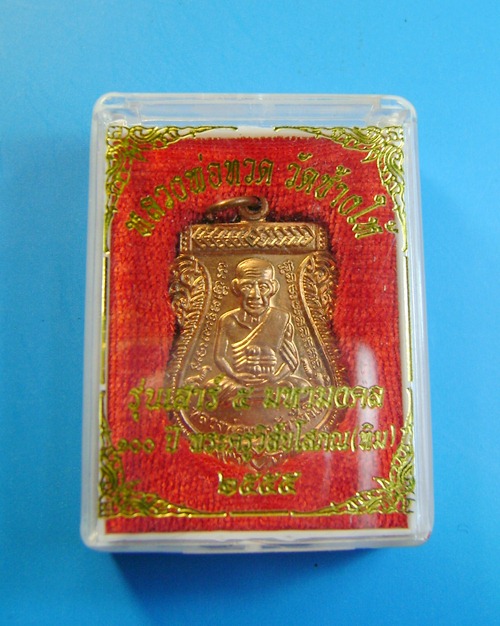 หลวงพ่อทวด วัดช้างให้
รุ่นเสาร์ ๕ มหามงคล
๑๐๐ ปี พระครูวิสัยโสภณ(ทิม)
๒๕๕๕